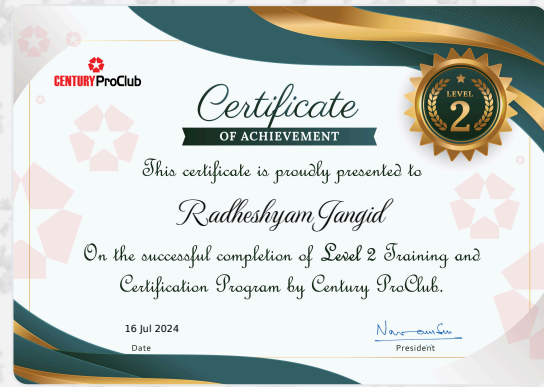 CENTURY ProClub
LEVEL
2
Certificate
OF ACHIEVEMENT
This certificate is proudly presented to
Radheshyam Jangid
On the successful completion of Level 2 Training and
Certification Program by Century ProClub.
16 Jul 2024
Date
President